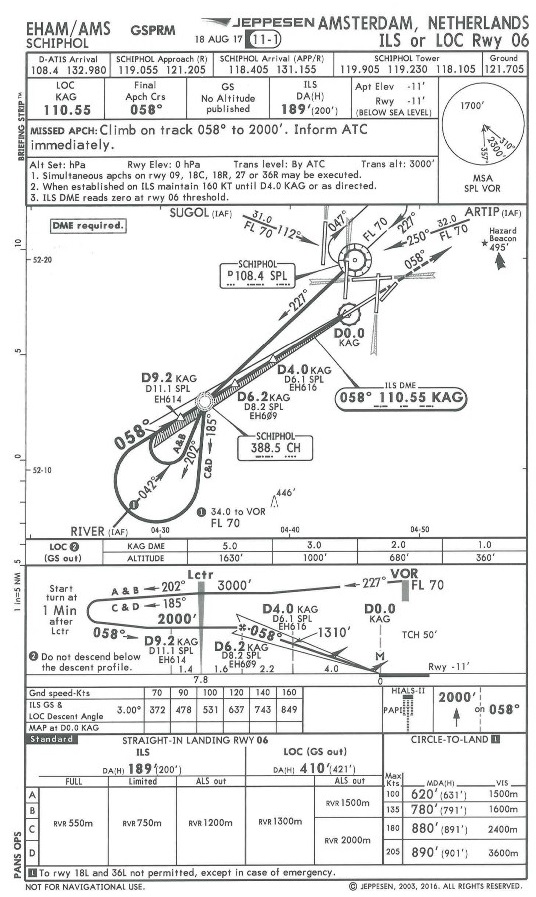 EHAM/AMS
SCHIPHOL
GSPRM
JEPPESEN
18 AUG 17
11-1
AMSTERDAM, NETHERLANDS
ILS or LOC Rwy 06
BRIEFING STRIP™
D-ATIS Arrival
108.4 132.980
SCHIPHOL Approach (R)
119.055 121.205
SCHIPHOL Arrival (APP/R)
118.405 131.155
SCHIPHOL Tower
119.905 119.230 118.105
Ground
121.705
LOC
KAG
110.55
Final
Apch Crs
058°
GS
No Altitude
published
ILS
DA(H)
189'(200')
Apt Elev -11'
Rwy -11'
(BELOW SEA LEVEL)
MISSED APCH: Climb on track 058° to 2000'. Inform ATC
immediately.
Alt Set: hPa Rwy Elev: 0 hPa Trans level: By ATC Trans alt: 3000'
1. Simultaneous apchs on rwy 09, 18C, 18R, 27 or 36R may be executed.
2. When established on ILS maintain 160 KT until D4.0 KAG or as directed.
3. ILS DME reads zero at rwy 06 threshold.
1700'
2300'
310°
357°
MSA
SPL VOR
DME required.
SUGOL (IAF)
31.0
FL 70
112°
047°
FL 70
227°
ARTIP (IAF)
32.0
250°
FL 70
Hazard
Beacon
495'
058°
SCHIPHOL
D 108.4 SPL
227°
D0.0
KAG
D4.0 KAG
D6.1 SPL
EH616
D9.2 KAG
D11.1 SPL
EH614
D6.2 KAG
D8.2 SPL
EH609
ILS DME
058° 110.55 KAG
SCHIPHOL
388.5 CH
058°
A&B
202°
C&D
185°
042°
1
RIVER (IAF)
1 34.0 to VOR
FL 70
446'
10
5
0
5
52-20
52-10
04-30
04-40
04-50
1 in=5 NM
LOC 2
(GS out)
KAG DME 5.0 3.0 2.0 1.0
ALTITUDE 1630' 1000' 680' 360'
Start
turn at
1 Min
after
Lctr
A & B 202°
C & D 185°
Lctr
3000'
227°
VOR
FL 70
2000'
058°
D9.2 KAG
D11.1 SPL
EH614
D6.2 KAG
D8.2 SPL
EH609
058°
D4.0 KAG
D6.1 SPL
EH616
1310'
D0.0
KAG
TCH 50'
M
Rwy -11'
2 Do not descend below
the descent profile.
1.4 1.6 2.2 4.0
7.8 0
Gnd speed-Kts 70 90 100 120 140 160
ILS GS &
LOC Descent Angle 3.00° 372 478 531 637 743 849
MAP at D0.0 KAG
HIALS-II
PAPI
2000'
on 058°
Standard
STRAIGHT-IN LANDING RWY 06
CIRCLE-TO-LAND 1
ILS
DA(H) 189'(200')
LOC (GS out)
DA(H) 410'(421')
FULL
Limited
ALS out
ALS out
Max
Kts
MDA(H)
VIS
A
B
C
D
RVR 550m
RVR 750m
RVR 1200m
RVR 1300m
RVR 1500m
RVR 2000m
100 620'(631') 1500m
135 780'(791') 1600m
180 880'(891') 2400m
205 890'(901') 3600m
PANS OPS
1 To rwy 18L and 36L not permitted, except in case of emergency.
NOT FOR NAVIGATIONAL USE.
© JEPPESEN, 2003, 2016. ALL RIGHTS RESERVED.